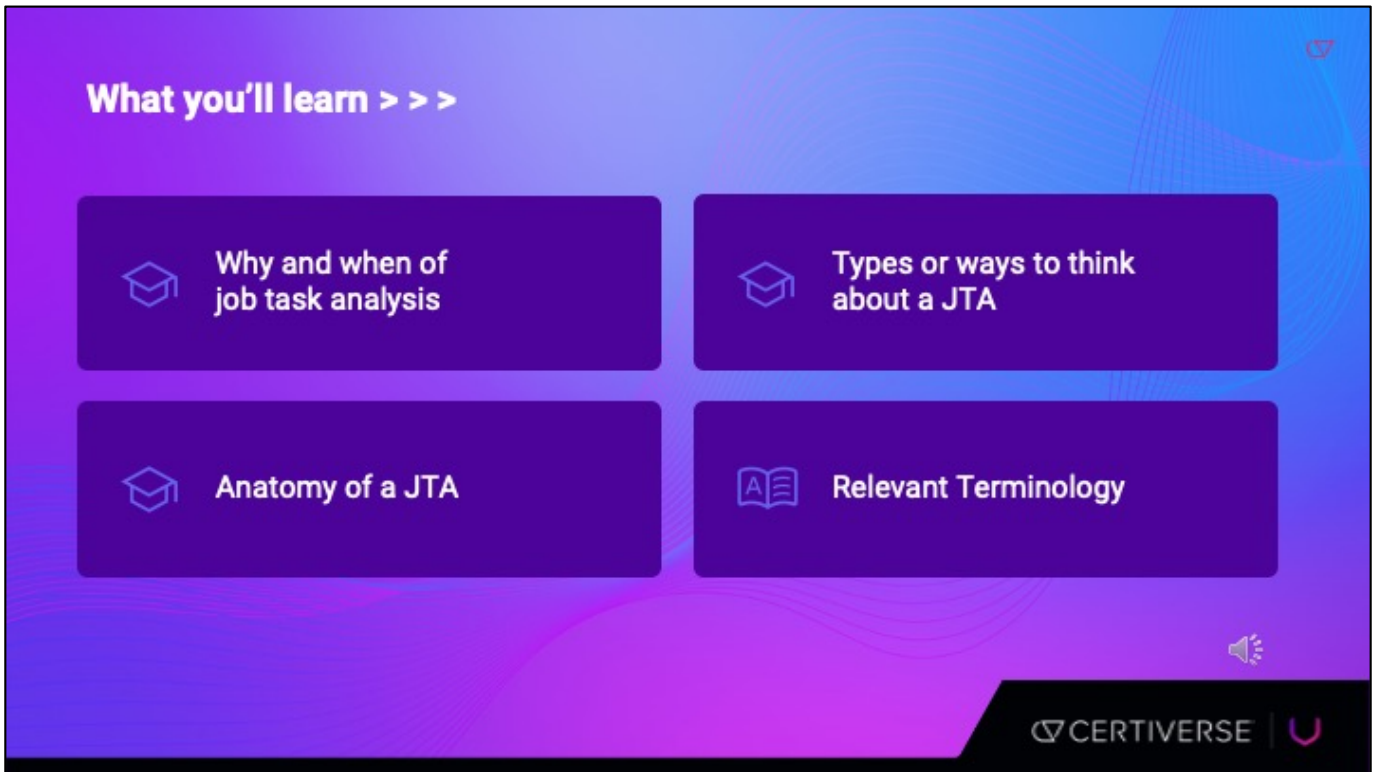 What you'll learn > > >
Why and when of
job task analysis
Types or ways to think
about a JTA
Anatomy of a JTA
A
Relevant Terminology
CERTIVERSE